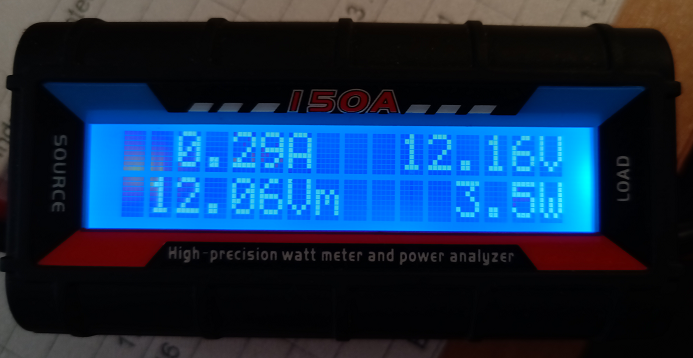 150A
SOURCE
0.29A 12.16V
12.06Vm 3.5W
LOAD
High-precision watt meter and power analyzer